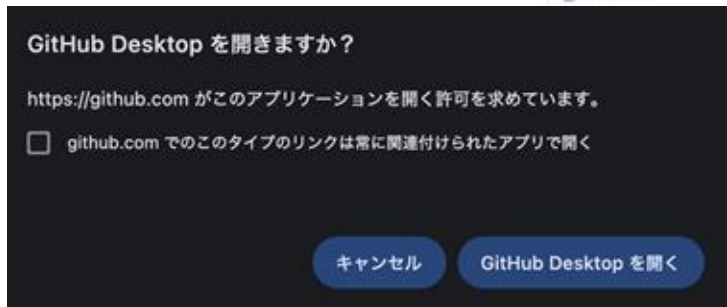 GitHub Desktop を開きますか？
https://github.com がこのアプリケーションを開く許可を求めています。
github.com でのこのタイプのリンクは常に関連付けられたアプリで開く
キャンセル
GitHub Desktop を開く